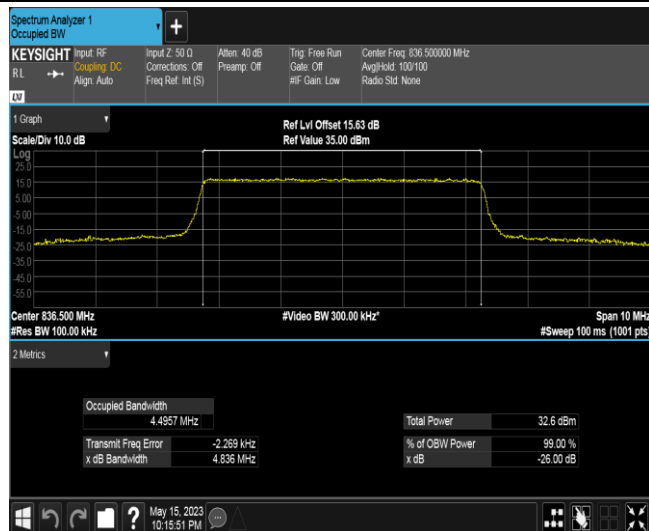 Spectrum Analyzer 1
Occupied BW
+
KEYSIGHT
RL
Input: RF
Coupling: DC
Align: Auto
Input Z: 50 Ω
Corrections: Off
Freq Ref: Int (S)
Atten: 40 dB
Preamp: Off
Trig: Free Run
Gate: Off
#IF Gain: Low
Center Freq: 836.500000 MHz
Avg|Hold: 100/100
Radio Std: None
1 Graph
Scale/Div 10.0 dB
Ref Lvl Offset 15.63 dB
Ref Value 35.00 dBm
Log
25.0
15.0
5.00
-5.00
-15.0
-25.0
-35.0
-45.0
-55.0
Center 836.500 MHz
#Res BW 100.00 kHz
#Video BW 300.00 kHz*
Span 10 MHz
#Sweep 100 ms (1001 pts)
2 Metrics
Occupied Bandwidth
4.4957 MHz
Total Power 32.6 dBm
Transmit Freq Error -2.269 kHz
% of OBW Power 99.00 %
x dB Bandwidth 4.836 MHz
x dB -26.00 dB
?
May 15, 2023
10:15:51 PM